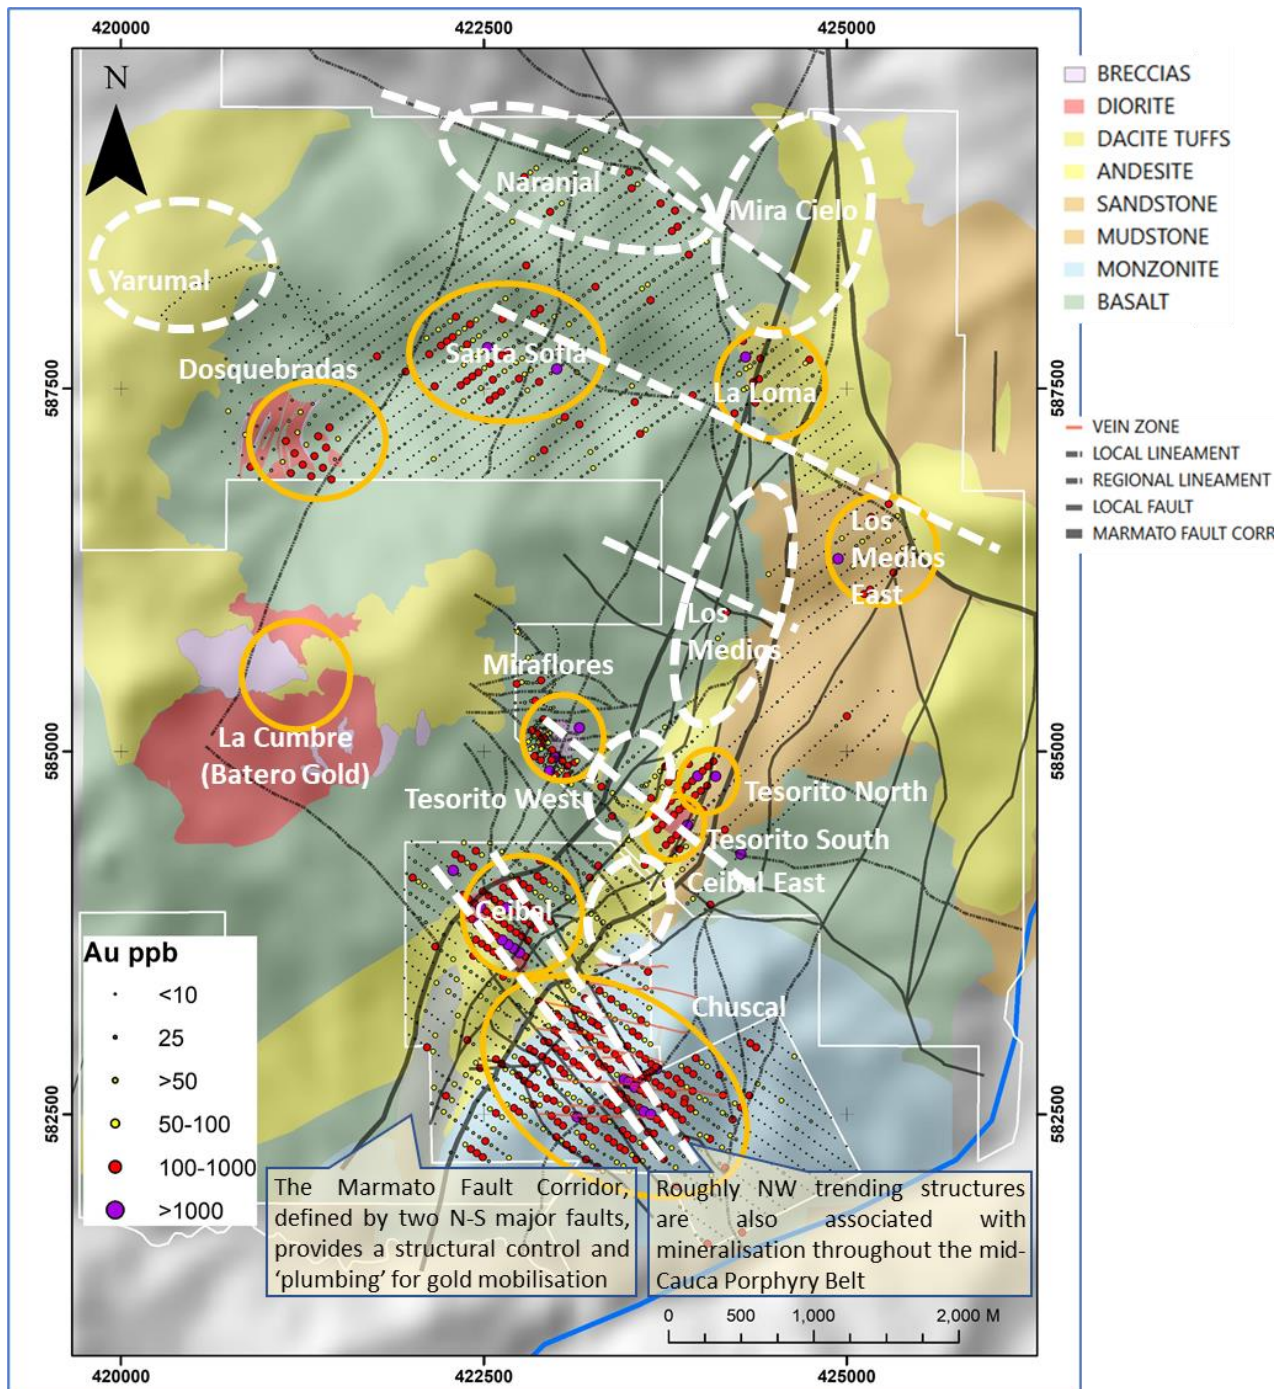 420000
422500
425000
N
BRECCIAS
DIORITE
DACITE TUFFS
ANDESITE
SANDSTONE
MUDSTONE
MONZONITE
BASALT
Naranjal
Mira Cielo
Yarumal
Santa Sofia
Dosquebradas
La Loma
587500
587500
VEIN ZONE
LOCAL LINEAMENT
REGIONAL LINEAMENT
LOCAL FAULT
MARMATO FAULT CORR
Los
Medios
East
Los
Medios
Miraflores
La Cumbre
(Batero Gold)
585000
585000
Tesorito West
Tesorito North
Tesorito South
Ceibal East
Ceibal
Chuscal
Au ppb
<10
25
>50
50-100
100-1000
>1000
582500
582500
The Marmato Fault Corridor,
defined by two N-S major faults,
provides a structural control and
‘plumbing’ for gold mobilisation
Roughly NW trending structures
are also associated with
mineralisation throughout the mid-
Cauca Porphyry Belt
0 500 1,000 2,000 M
420000
422500
425000